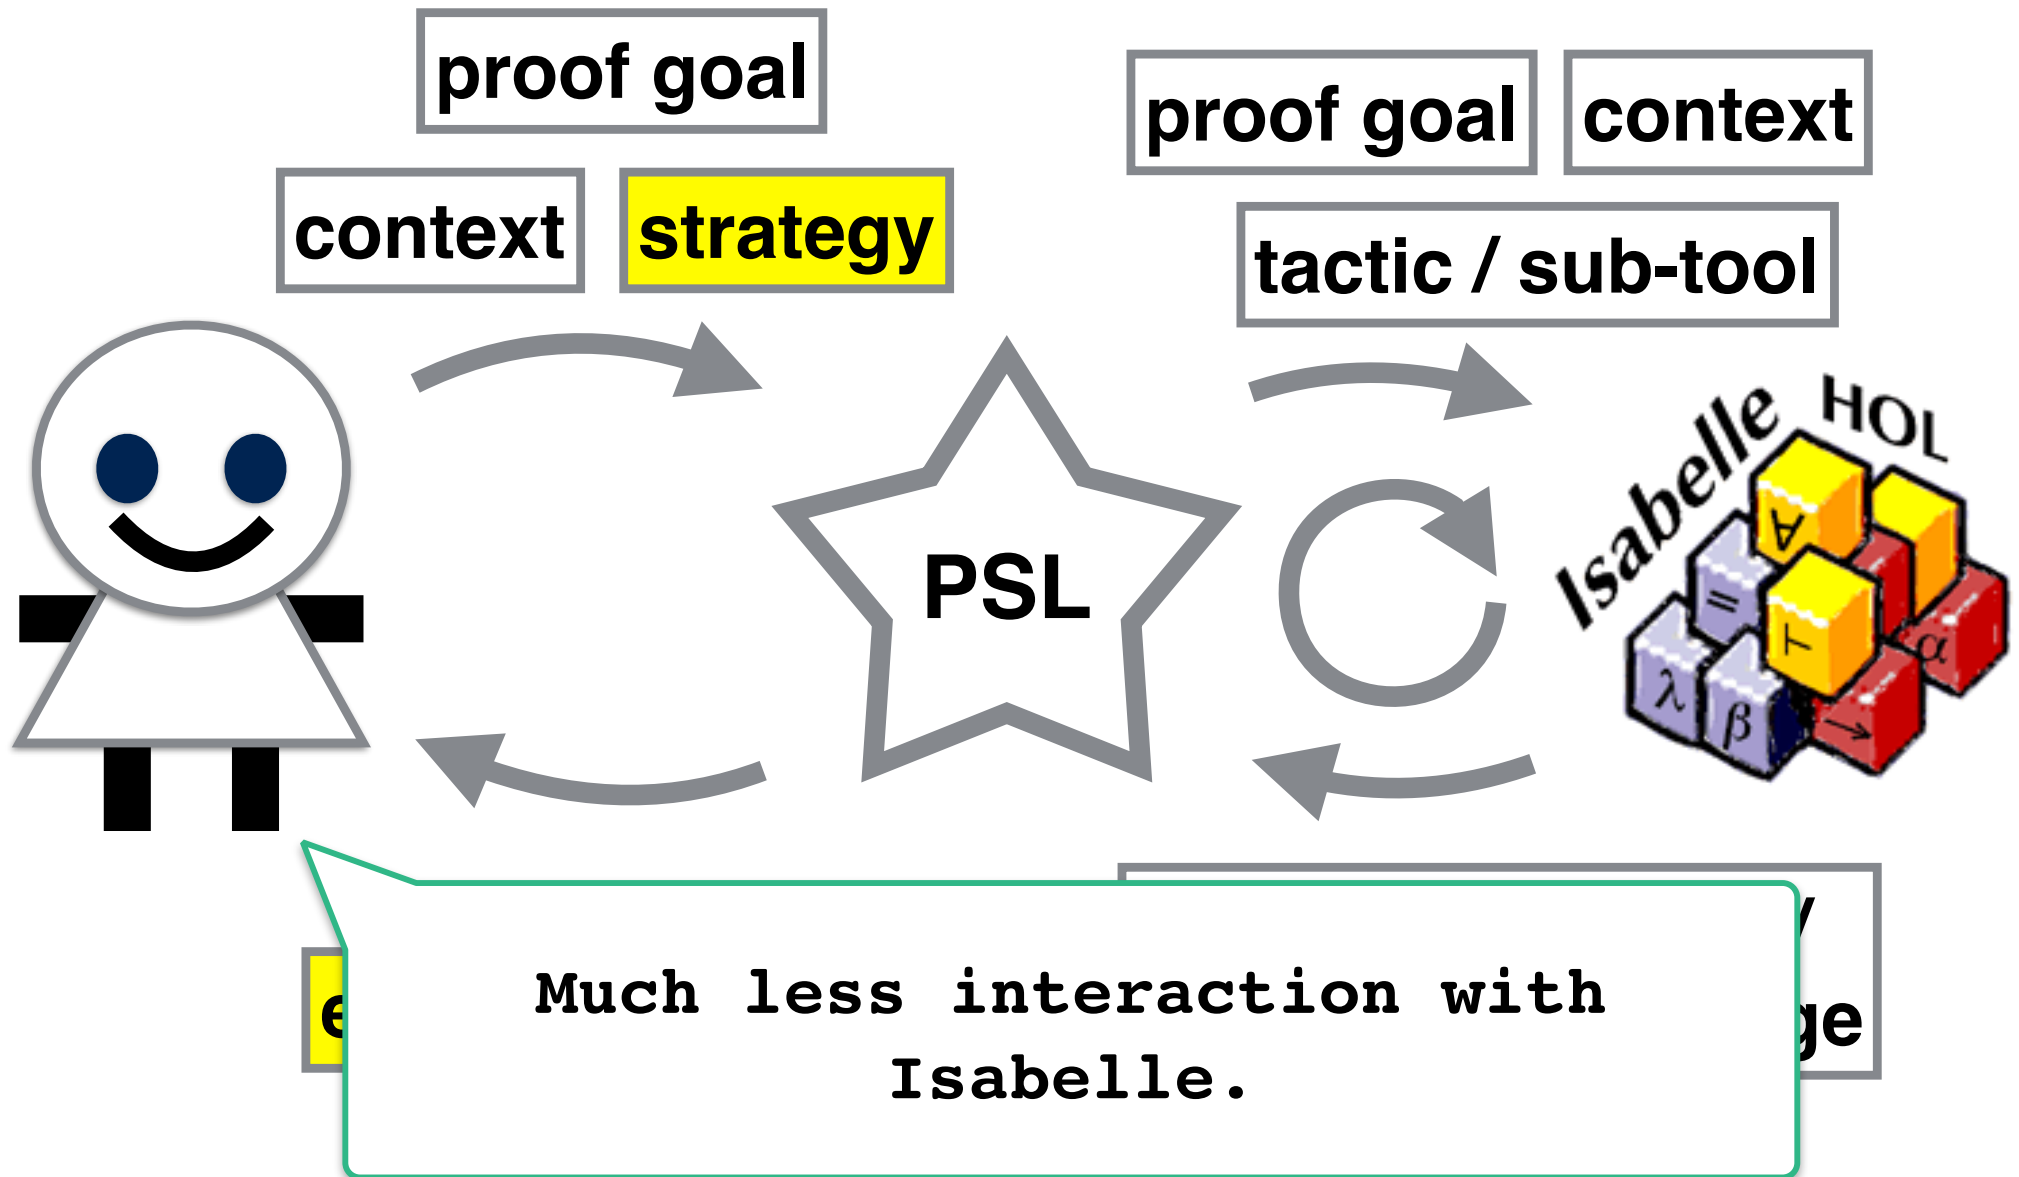 proof goal
context
strategy
proof goal
context
tactic / sub-tool
PSL
Isabelle
HOL
∀
=
⊢
α
λ
β
→
Much less interaction with
Isabelle.